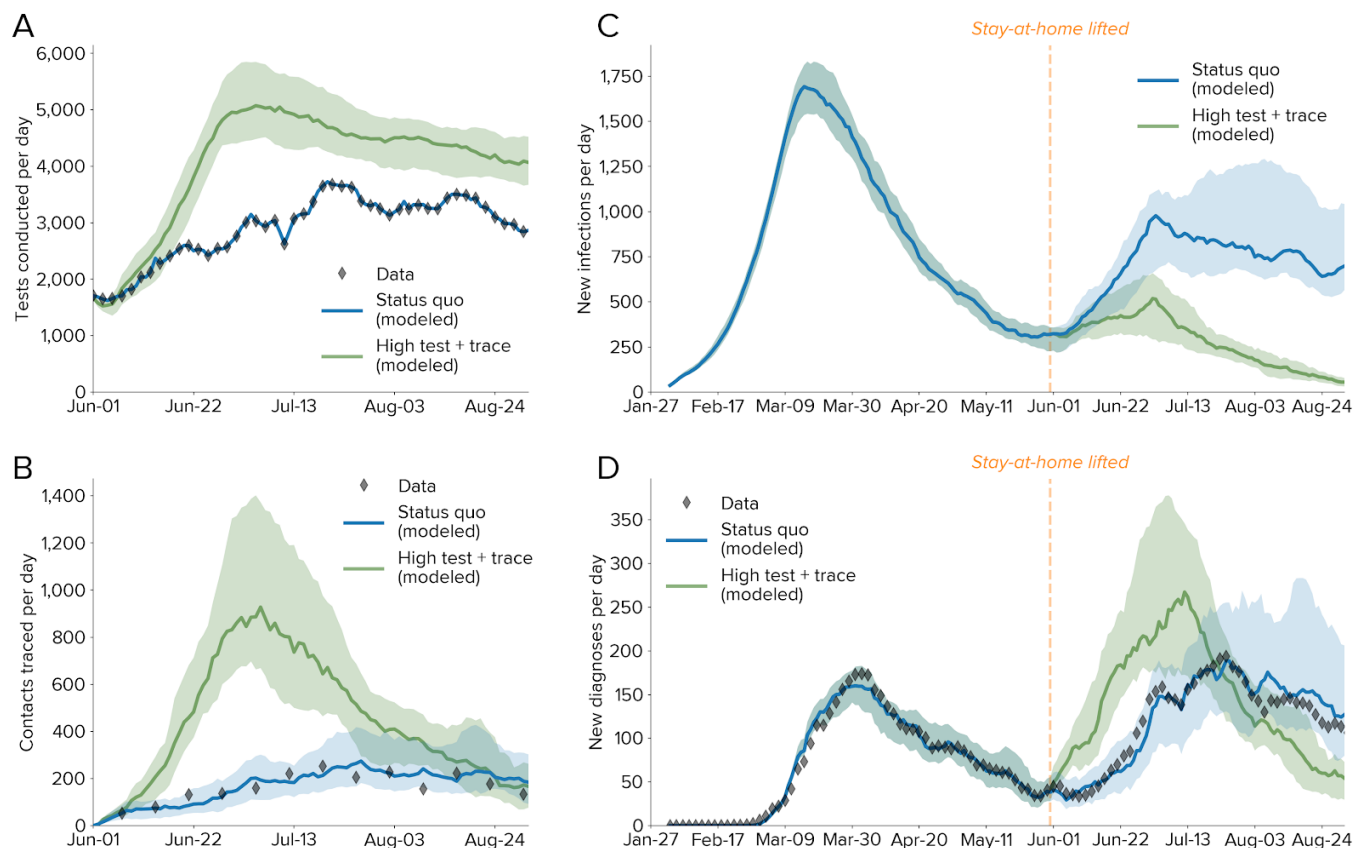 A
6,000
5,000
4,000
3,000
2,000
1,000
0
Tests conducted per day
Data
Status quo
(modeled)
High test + trace
(modeled)
Jun-01
Jun-22
Jul-13
Aug-03
Aug-24
B
1,400
1,200
1,000
800
600
400
200
0
Contacts traced per day
Data
Status quo
(modeled)
High test + trace
(modeled)
Jun-01
Jun-22
Jul-13
Aug-03
Aug-24
C
Stay-at-home lifted
1,750
1,500
1,250
1,000
750
500
250
0
New infections per day
Status quo
(modeled)
High test + trace
(modeled)
Jan-27
Feb-17
Mar-09
Mar-30
Apr-20
May-11
Jun-01
Jun-22
Jul-13
Aug-03
Aug-24
D
Stay-at-home lifted
350
300
250
200
150
100
50
0
New diagnoses per day
Data
Status quo
(modeled)
High test + trace
(modeled)
Jan-27
Feb-17
Mar-09
Mar-30
Apr-20
May-11
Jun-01
Jun-22
Jul-13
Aug-03
Aug-24